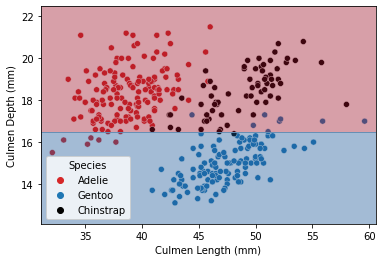 22
20
18
16
14
Culmen Depth (mm)
Species
Adelie
Gentoo
Chinstrap
35
40
45
50
55
60
Culmen Length (mm)